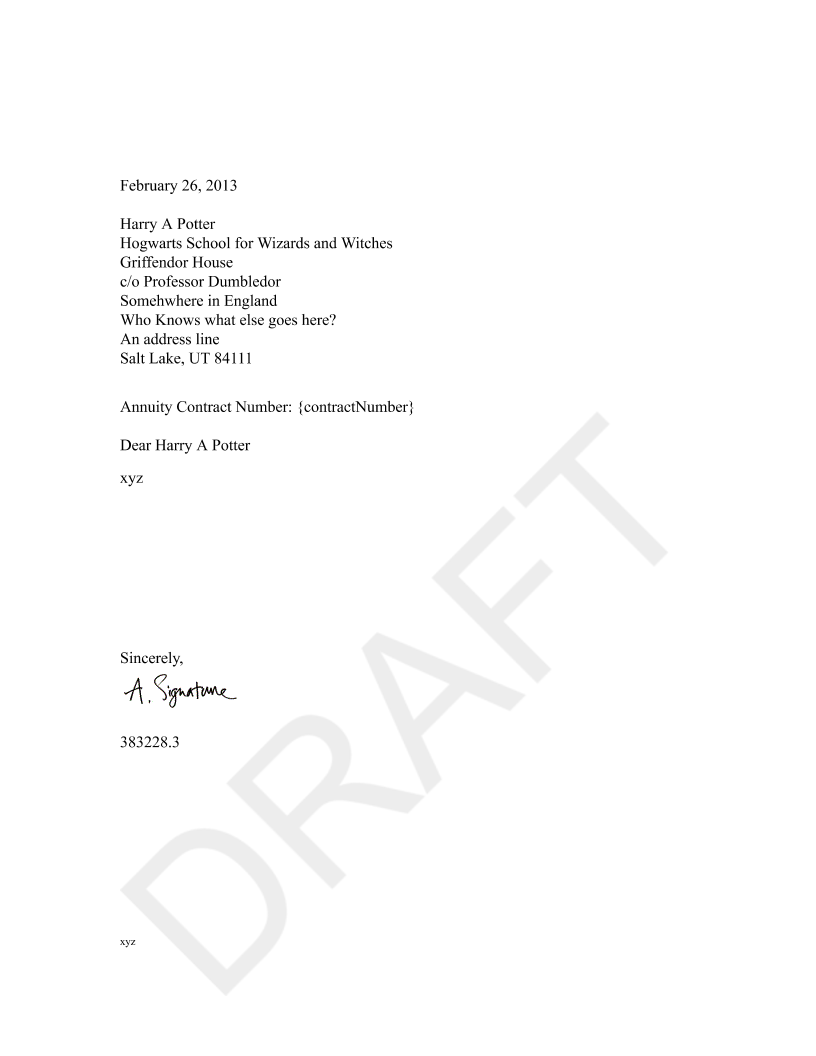 February 26, 2013
Harry A Potter
Hogwarts School for Wizards and Witches
Griffendor House
c/o Professor Dumbledor
Somehwhere in England
Who Knows what else goes here?
An address line
Salt Lake, UT 84111
Annuity Contract Number: {contractNumber}
Dear Harry A Potter
xyz
DRAFT
Sincerely,
A. Signature
383228.3
xyz